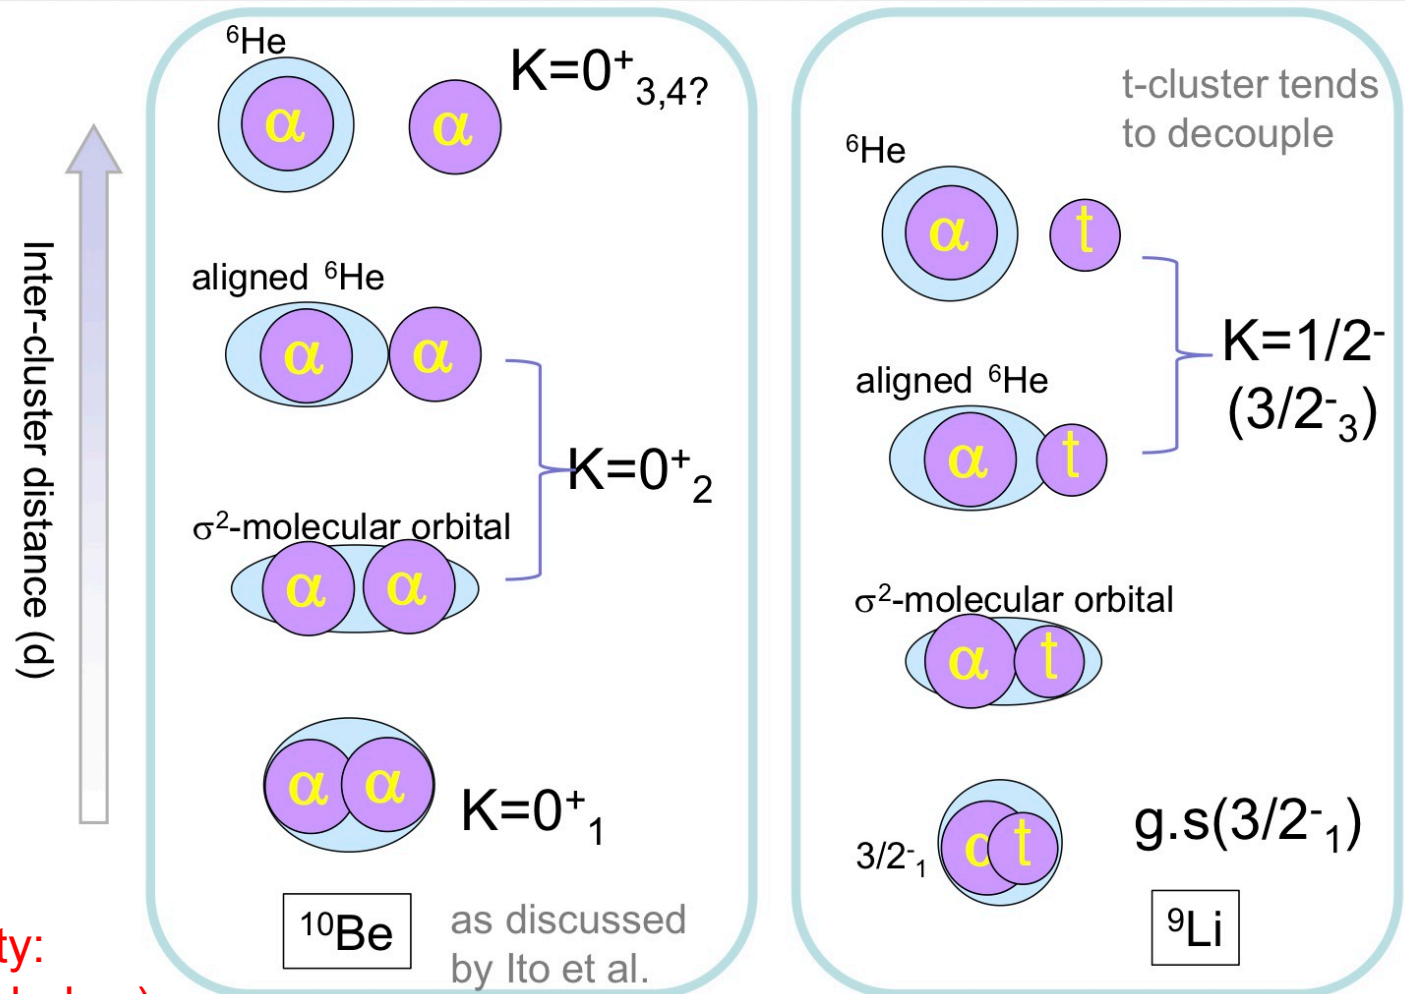 Inter-cluster distance (d)
⁶He
α
α
K=0⁺₃,₄?
aligned ⁶He
α
α
K=0⁺₂
σ²-molecular orbital
α
α
α
α
K=0⁺₁
¹⁰Be
as discussed
by Ito et al.
t-cluster tends
to decouple
⁶He
α
t
K=1/2⁻
(3/2⁻₃)
aligned ⁶He
α
t
σ²-molecular orbital
α
t
3/2⁻₁
α
t
g.s(3/2⁻₁)
⁹Li
ty: